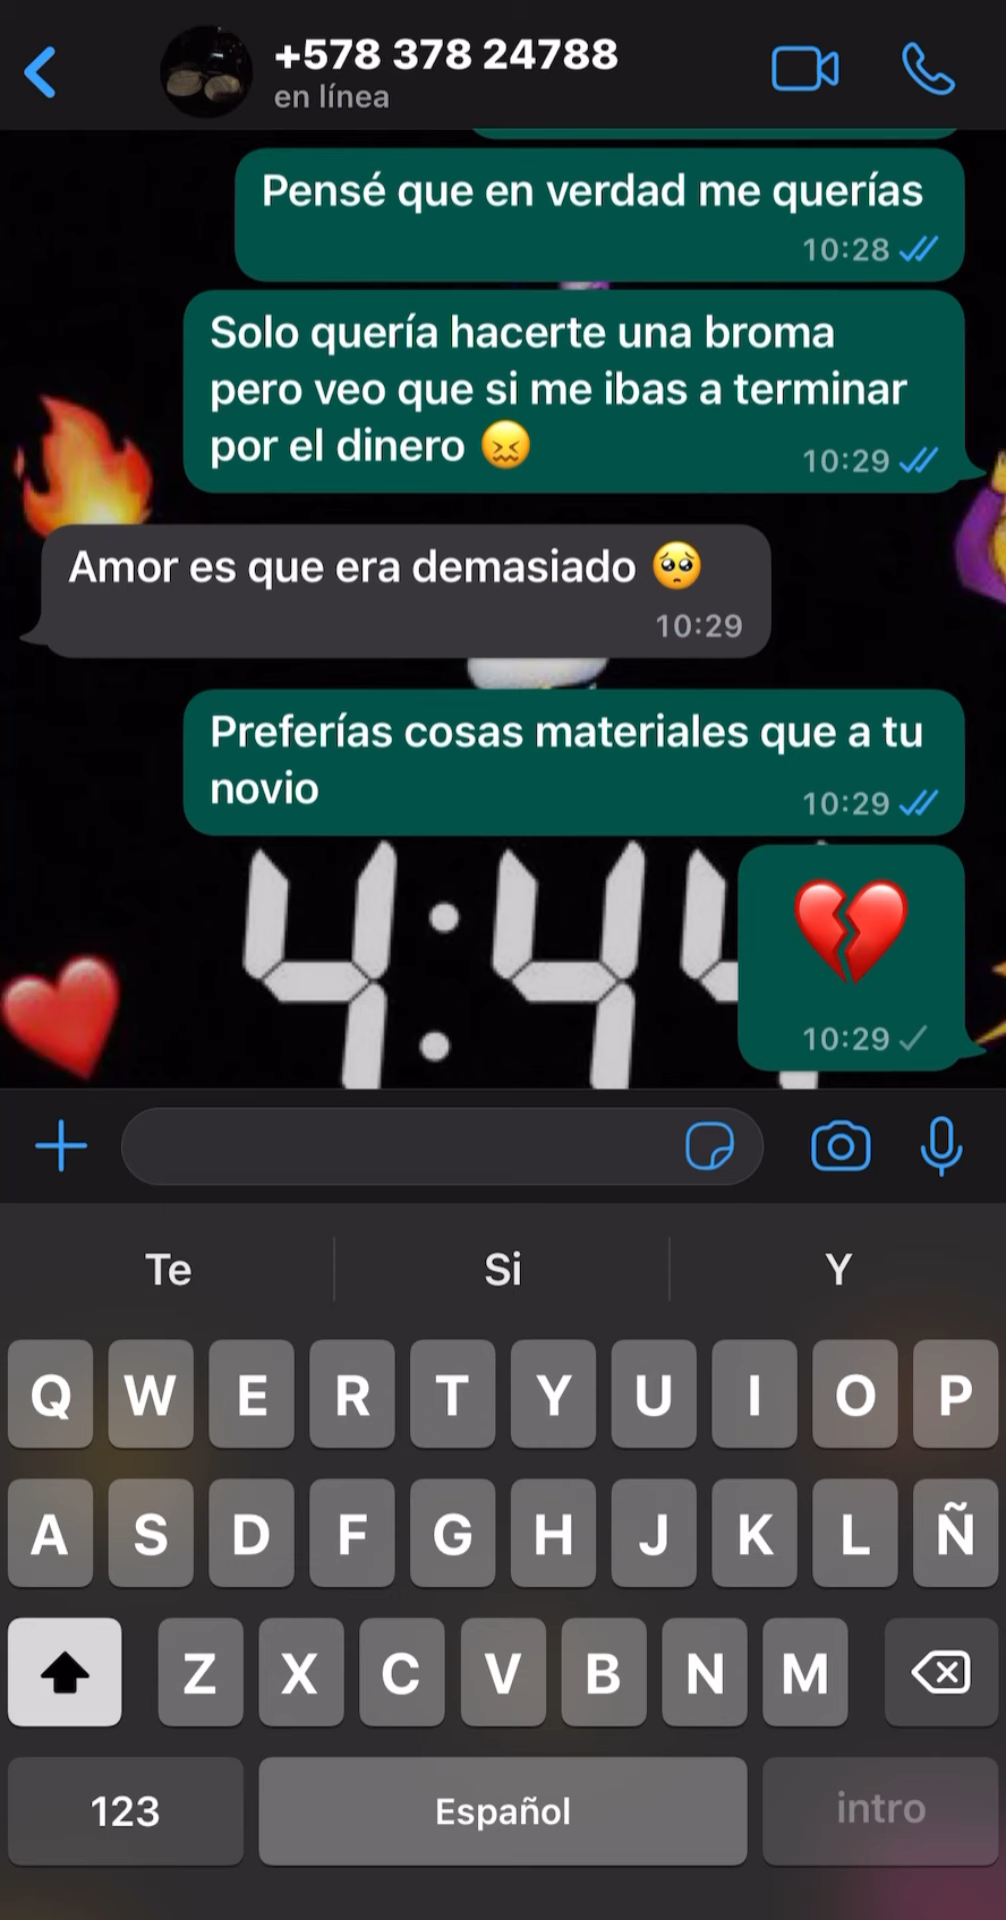 +578 378 24788
en línea
Pensé que en verdad me querías
10:28
Solo quería hacerte una broma
pero veo que si me ibas a terminar
por el dinero 😖
10:29
Amor es que era demasiado 🥺
10:29
Preferías cosas materiales que a tu
novio
10:29
4:44
💔
10:29
Te Si Y
Q W E R T Y U I O P
A S D F G H J K L Ñ
Z X C V B N M
123 Español intro